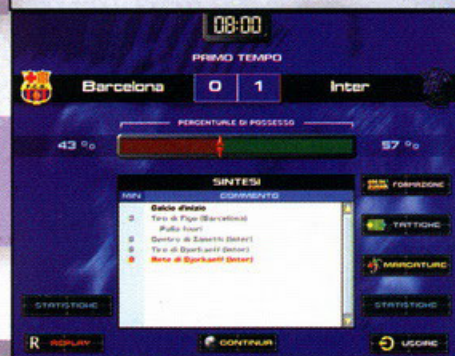 08:00
PRIMO TEMPO
Barcelona 0 1 Inter
PERCENTUALE DI POSSESSO
43 % 57 %
SINTESI
MIN COMMENTO
Calcio d'inizio
0 Tiro di Figo (Barcelona)
Palla fuori
0 Dentro di Zanetti (Inter)
0 Tiro di Djorkaeff (Inter)
0 Rete di Djorkaeff (Inter)
FORMAZIONE
TATTICHE
MARCATURE
STATISTICHE STATISTICHE
R REPLAY CONTINUA USCIRE